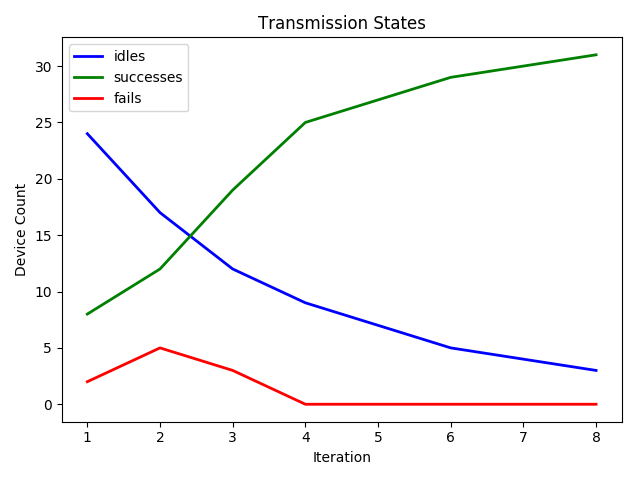 Transmission States
idles
successes
fails
Device Count
30
25
20
15
10
5
0
1 2 3 4 5 6 7 8
Iteration